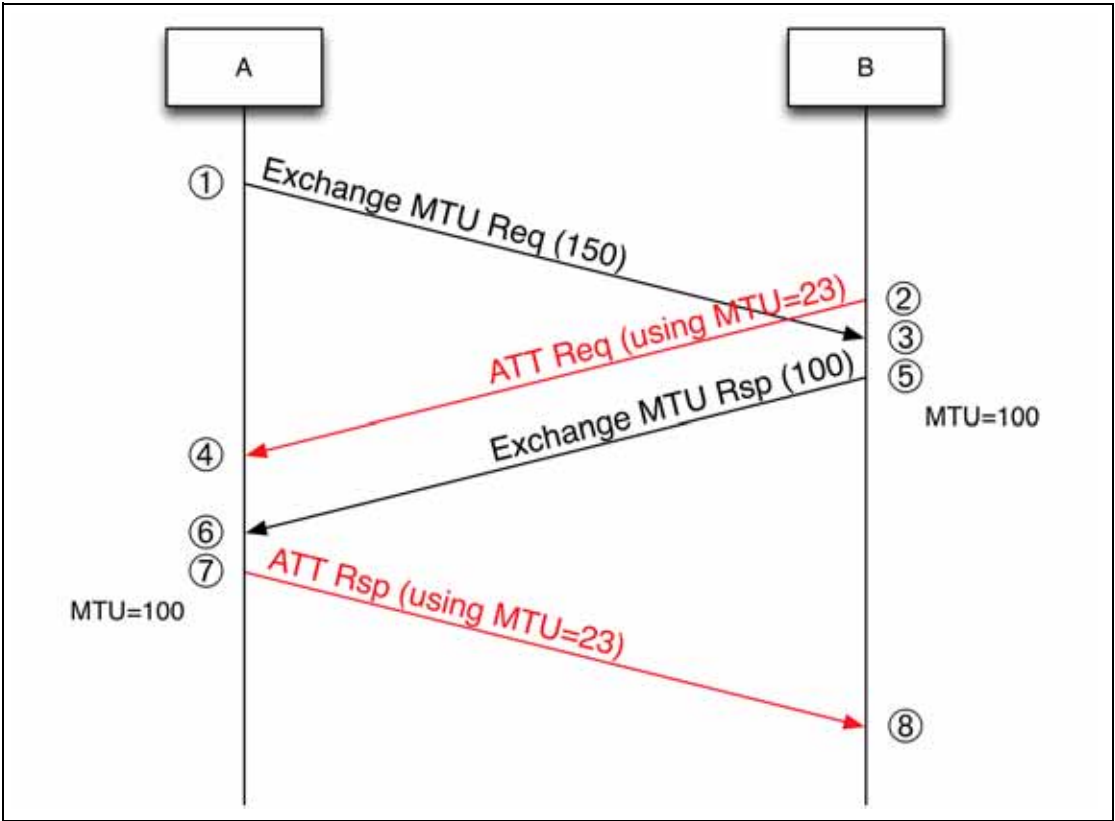 A
B
①
Exchange MTU Req (150)
②
ATT Req (using MTU=23)
③
⑤
Exchange MTU Rsp (100)
MTU=100
④
⑥
⑦
ATT Rsp (using MTU=23)
MTU=100
⑧